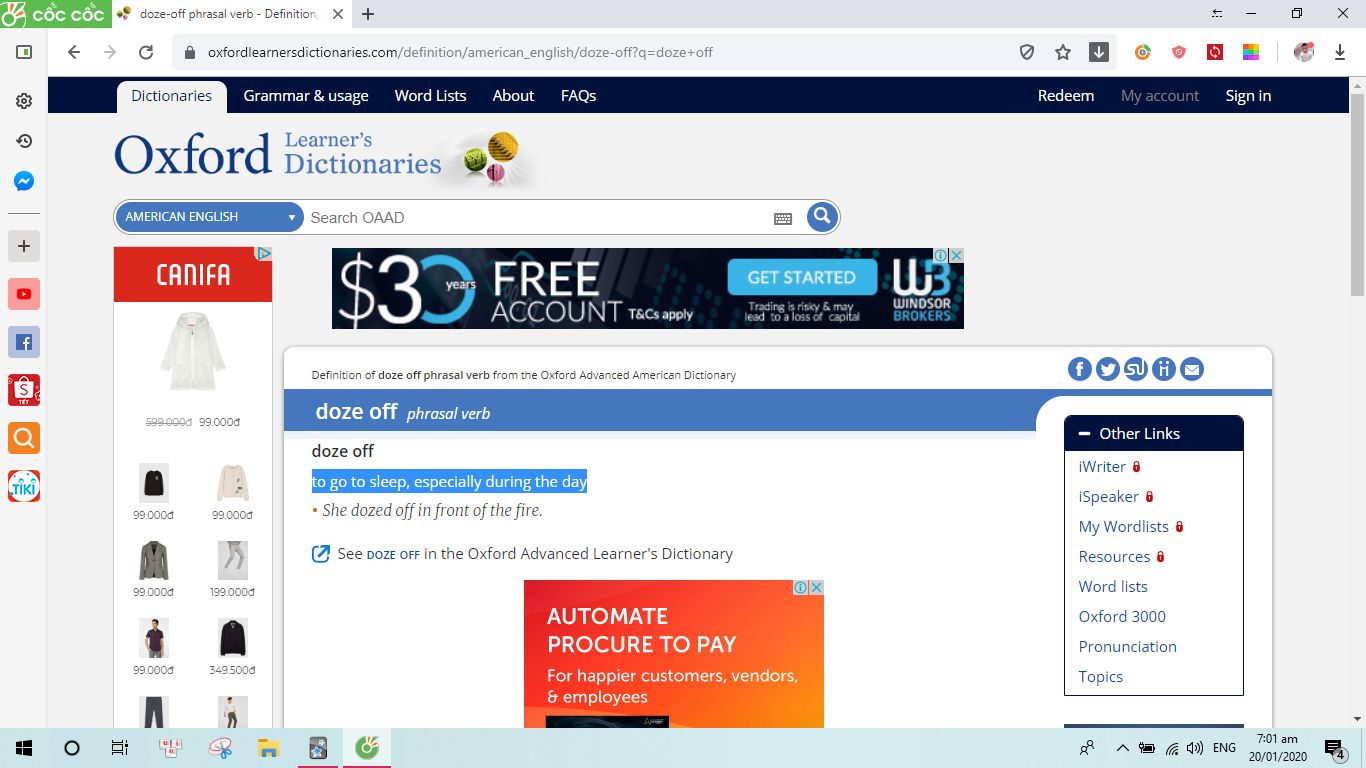 cốc cốc
doze-off phrasal verb - Definition,
oxfordlearnersdictionaries.com/definition/american_english/doze-off?q=doze+off
Dictionaries Grammar & usage Word Lists About FAQs Redeem My account Sign in
Oxford Learner's Dictionaries
AMERICAN ENGLISH Search OAAD
CANIFA
599.000đ 99.000đ
99.000đ 99.000đ
99.000đ 199.000đ
99.000đ 349.500đ
$30 years FREE ACCOUNT T&Cs apply
GET STARTED
Trading is risky & may
lead to a loss of capital
WINDSOR
BROKERS
Definition of doze off phrasal verb from the Oxford Advanced American Dictionary
doze off phrasal verb
doze off
to go to sleep, especially during the day
• She dozed off in front of the fire.
See DOZE OFF in the Oxford Advanced Learner's Dictionary
AUTOMATE
PROCURE TO PAY
For happier customers, vendors,
& employees
Other Links
iWriter
iSpeaker
My Wordlists
Resources
Word lists
Oxford 3000
Pronunciation
Topics
TẾT
TIKI
ENG
7:01 am
20/01/2020
4